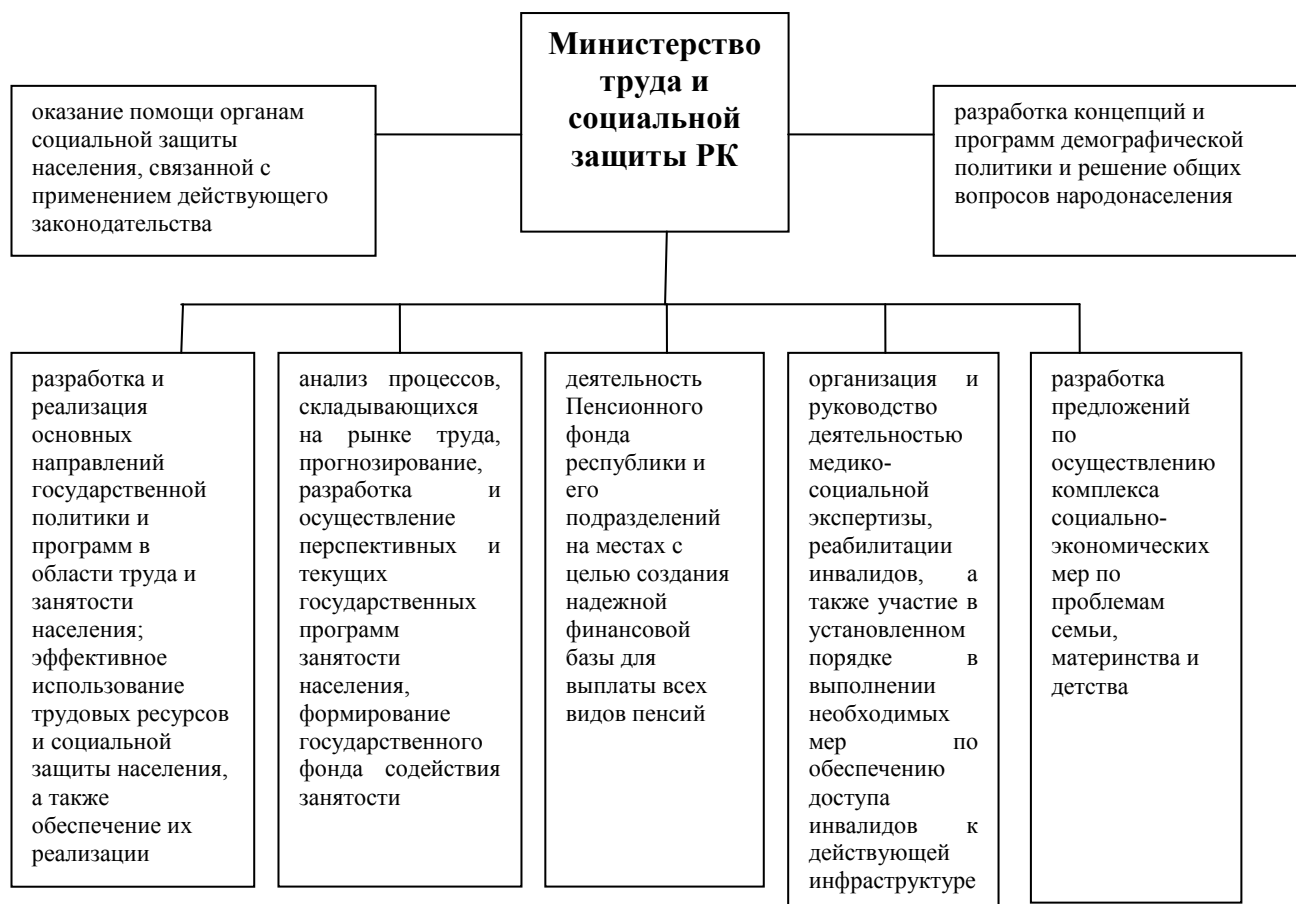 Министерство
труда и
социальной
защиты РК
оказание помощи органам
социальной защиты
населения, связанной с
применением действующего
законодательства
разработка концепций и
программ демографической
политики и решение общих
вопросов народонаселения
разработка и
реализация
основных
направлений
государственной
политики и
программ в
области труда и
занятости
населения;
эффективное
использование
трудовых ресурсов
и социальной
защиты населения,
а также
обеспечение их
реализации
анализ процессов,
складывающихся
на рынке труда,
прогнозирование,
разработка и
осуществление
перспективных и
текущих
государственных
программ
занятости
населения,
формирование
государственного
фонда содействия
занятости
деятельность
Пенсионного
фонда
республики и
его
подразделений
на местах с
целью создания
надежной
финансовой
базы для
выплаты всех
видов пенсий
организация и
руководство
деятельностью
медико-
социальной
экспертизы,
реабилитации
инвалидов, а
также участие в
установленном
порядке в
выполнении
необходимых
мер по
обеспечению
доступа
инвалидов к
действующей
инфраструктуре
разработка
предложений
по
осуществлению
комплекса
социально-
экономических
мер по
проблемам
семьи,
материнства и
детства